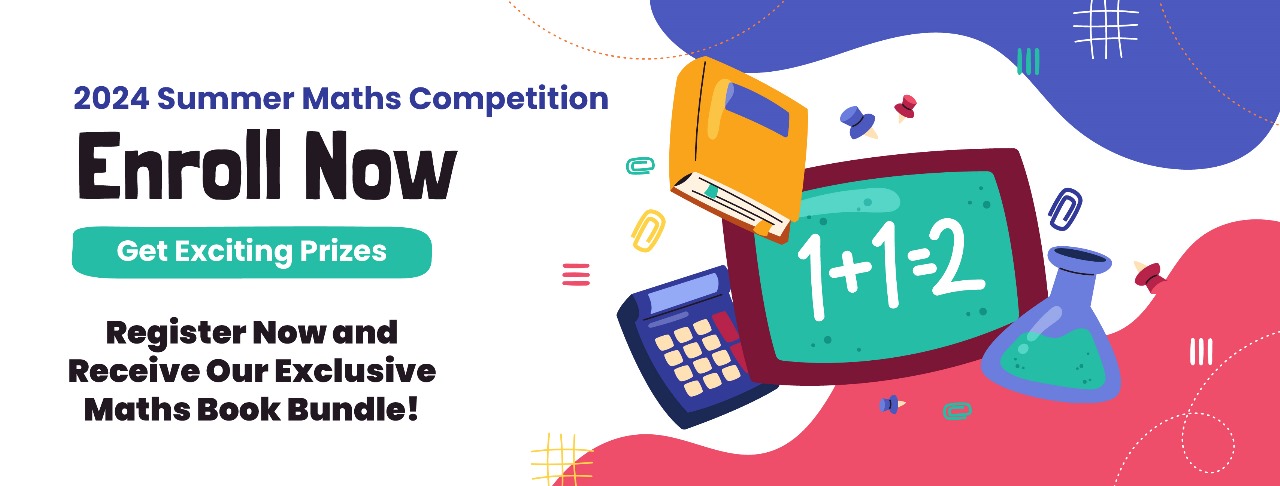 2024 Summer Maths Competition
Enroll Now
Get Exciting Prizes
Register Now and
Receive Our Exclusive
Maths Book Bundle!
1+1=2